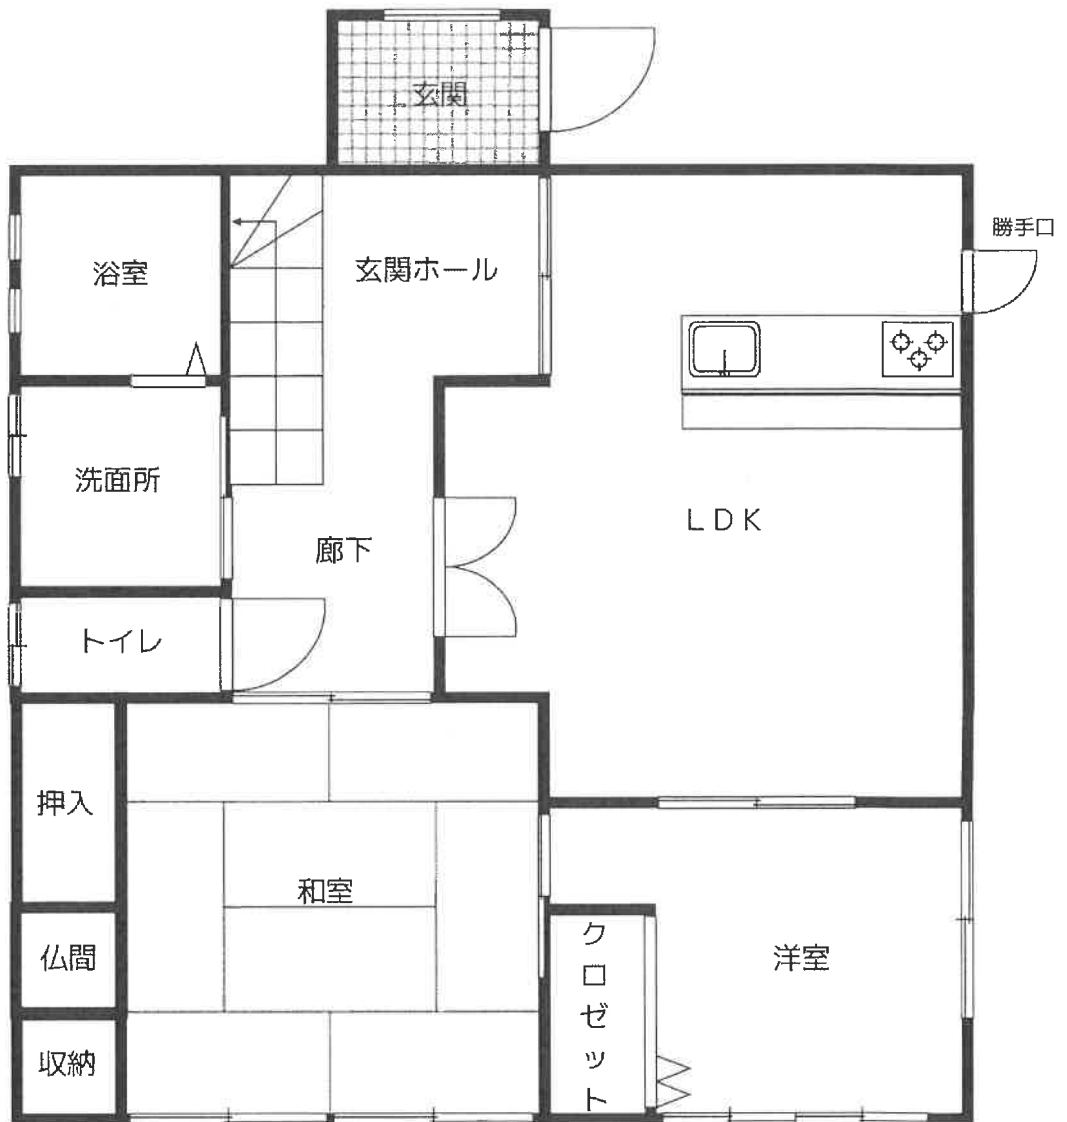 玄関
勝手口
浴室
玄関ホール
洗面所
LDK
廊下
トイレ
押入
和室
仏間
クロゼット
洋室
収納